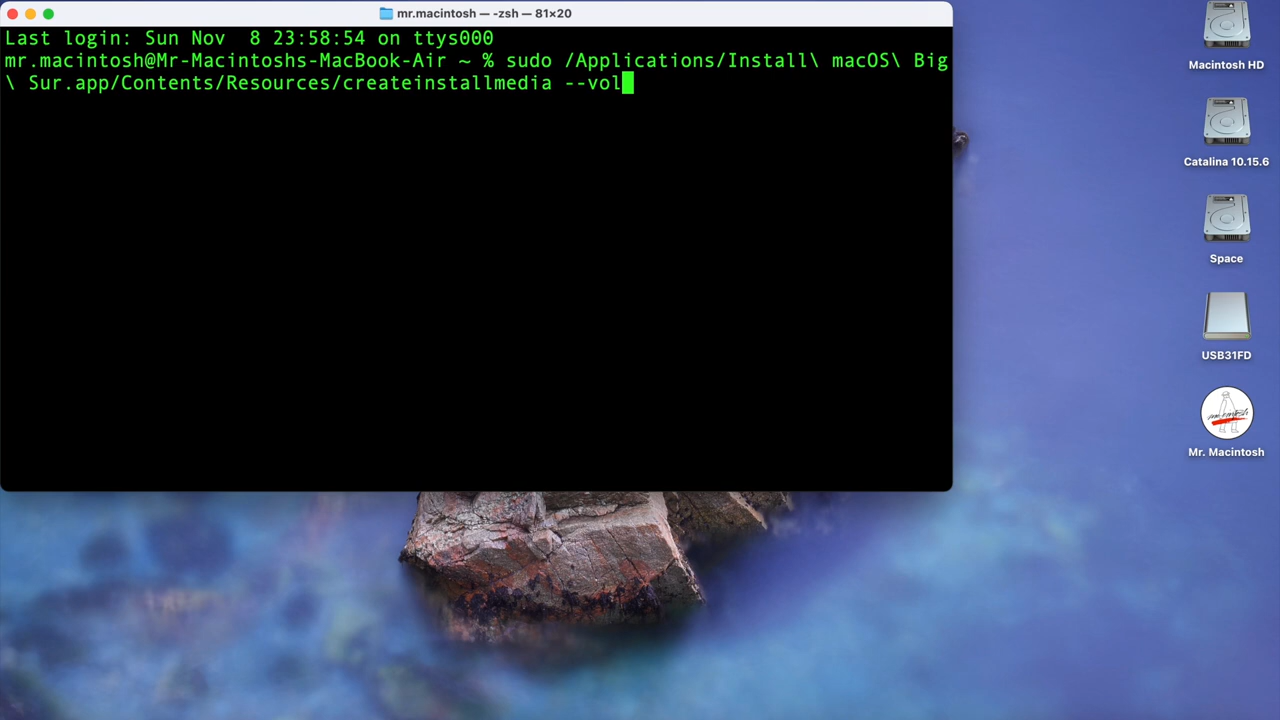 mr.macintosh — -zsh — 81×20
Last login: Sun Nov  8 23:58:54 on ttys000
mr.macintosh@Mr-Macintoshs-MacBook-Air ~ % sudo /Applications/Install\ macOS\ Big
\ Sur.app/Contents/Resources/createinstallmedia --vol
Macintosh HD
Catalina 10.15.6
Space
USB31FD
Mr. Macintosh